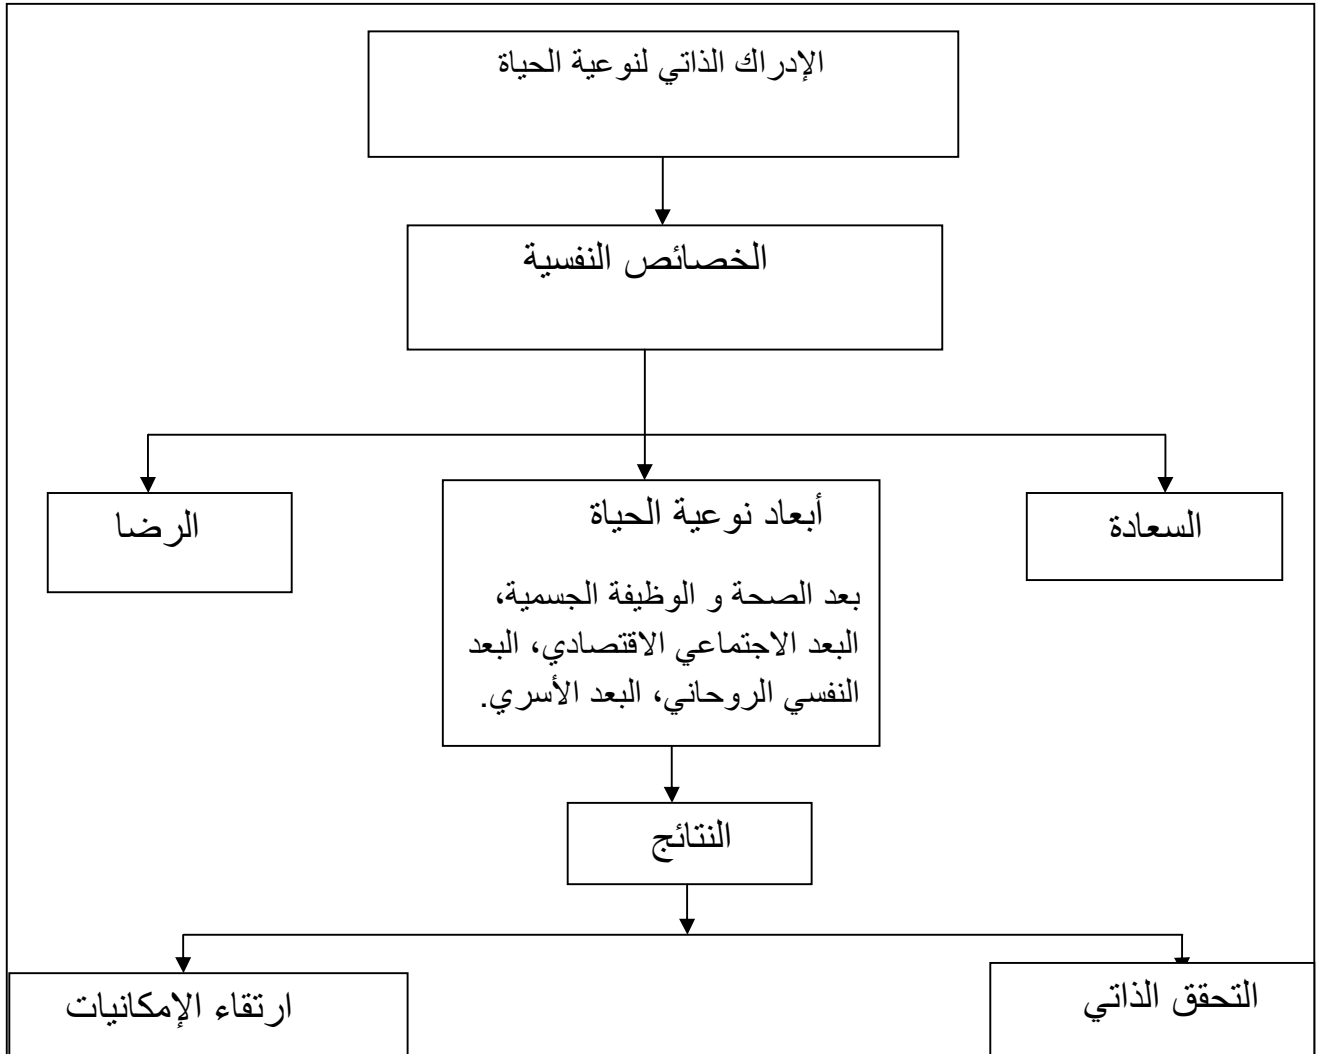 الإدراك الذاتي لنوعية الحياة
الخصائص النفسية
السعادة
أبعاد نوعية الحياة
بعد الصحة و الوظيفة الجسمية،
البعد الاجتماعي الاقتصادي، البعد
النفسي الروحاني، البعد الأسري.
الرضا
النتائج
التحقق الذاتي
ارتقاء الإمكانيات